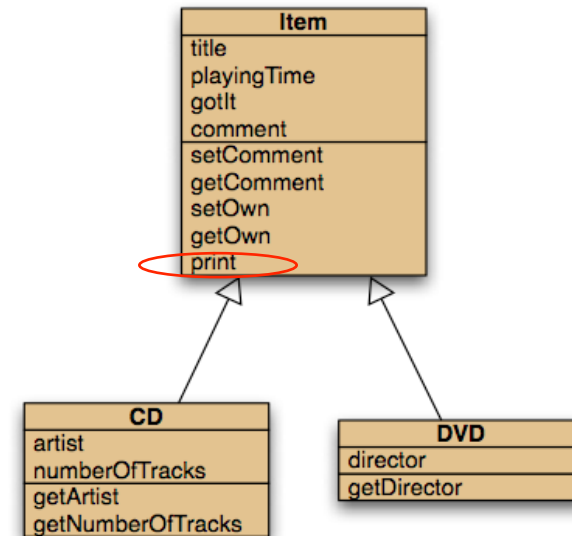 Item
title
playingTime
gotIt
comment
setComment
getComment
setOwn
getOwn
print
CD
artist
numberOfTracks
getArtist
getNumberOfTracks
DVD
director
getDirector